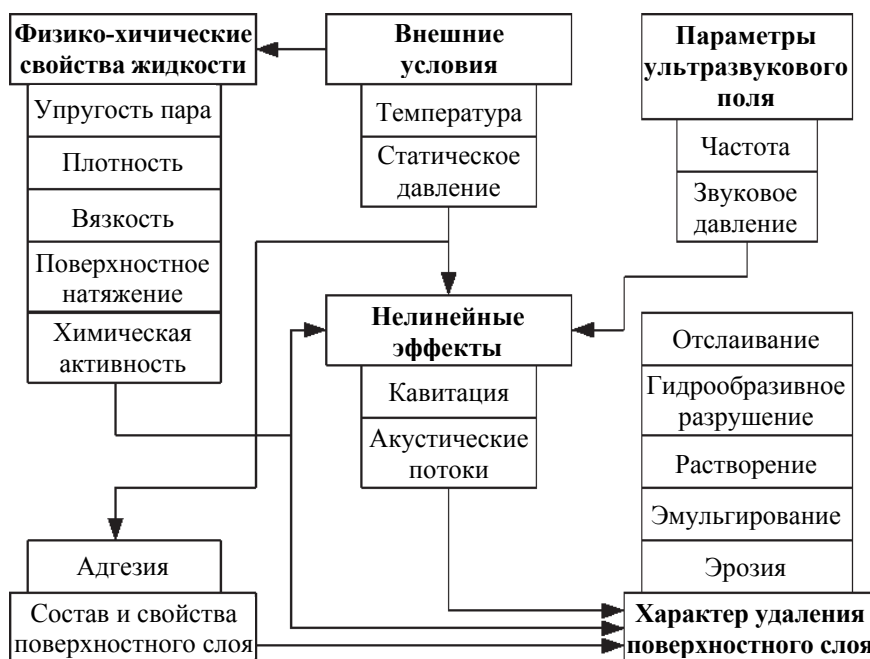 Физико-хичические
свойства жидкости
Упругость пара
Плотность
Вязкость
Поверхностное
натяжение
Химическая
активность
Внешние
условия
Температура
Статическое
давление
Параметры
ультразвукового
поля
Частота
Звуковое
давление
Нелинейные
эффекты
Кавитация
Акустические
потоки
Отслаивание
Гидрообразивное
разрушение
Растворение
Эмульгирование
Эрозия
Характер удаления
поверхностного слоя
Адгезия
Состав и свойства
поверхностного слоя